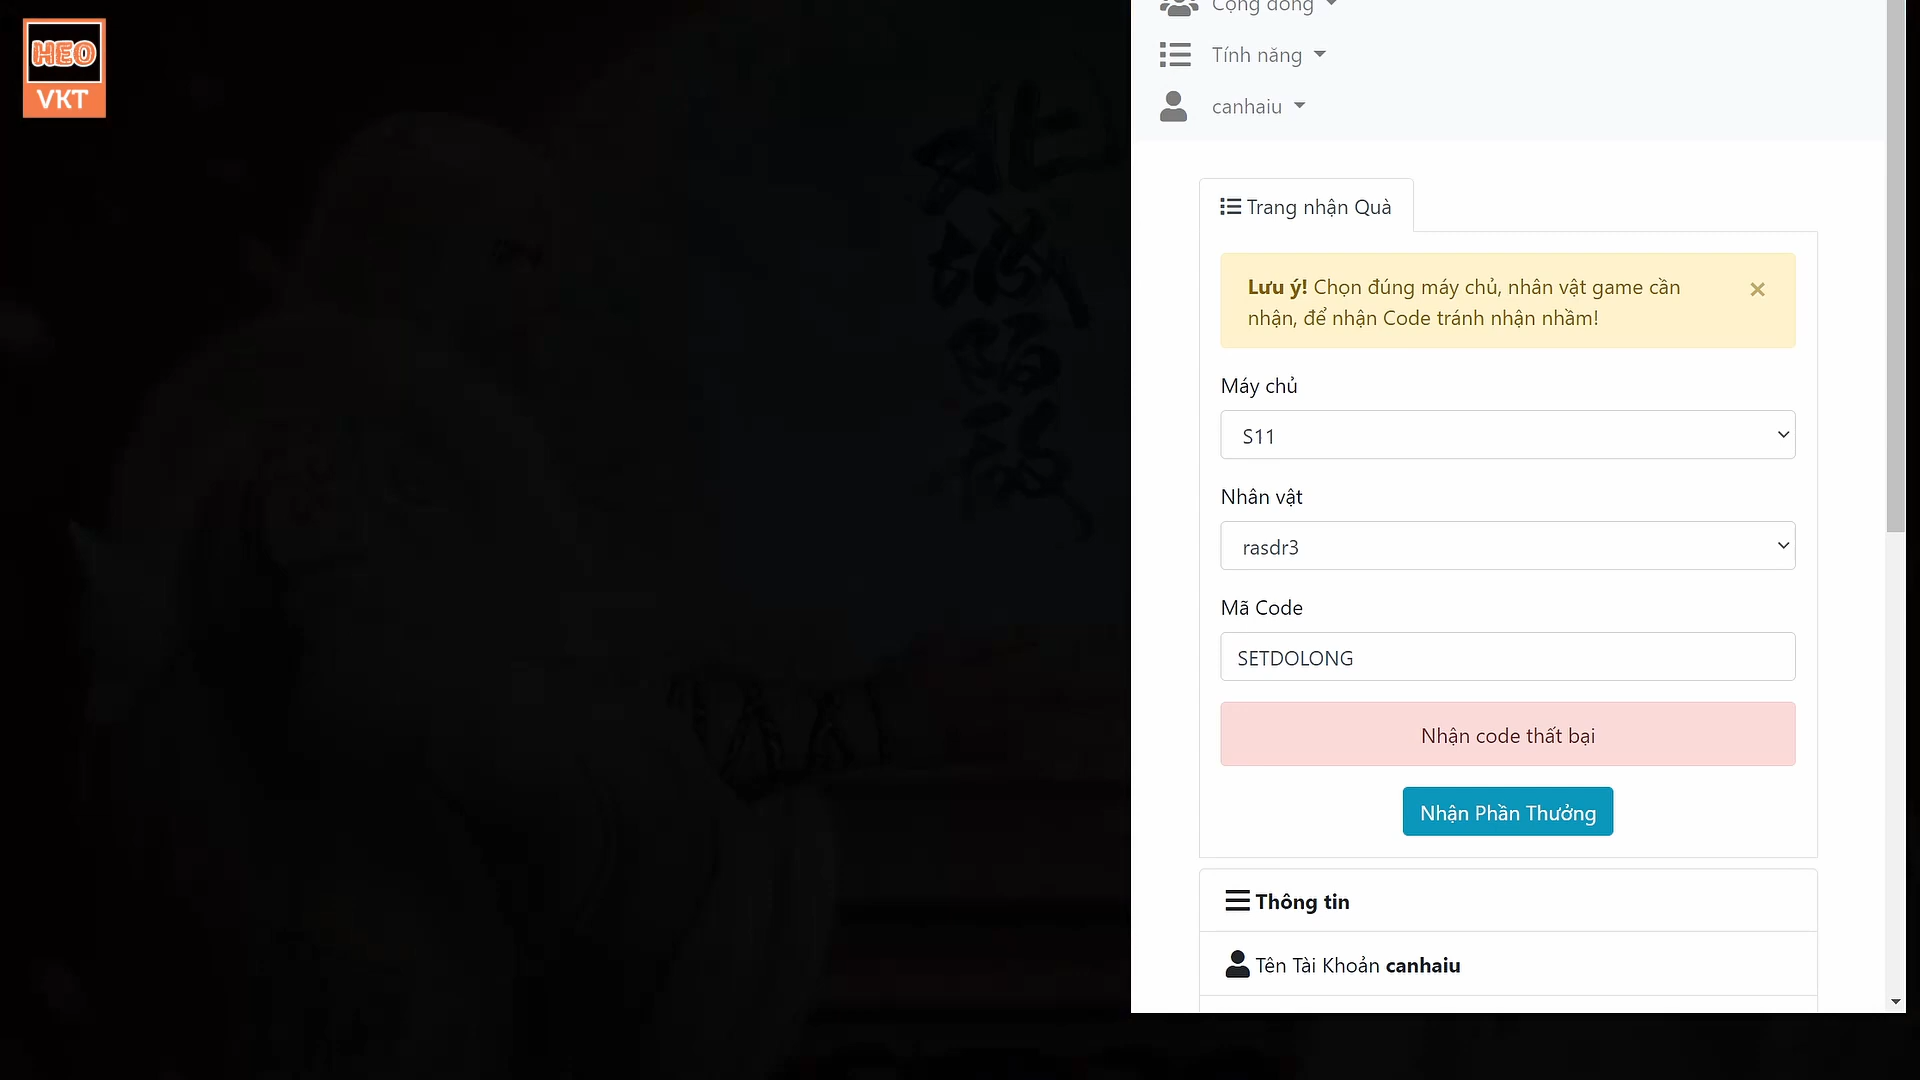 HEO
VKT
Cộng đồng
Tính năng
canhaiu
Trang nhận Quà
Lưu ý! Chọn đúng máy chủ, nhân vật game cần
nhận, để nhận Code tránh nhận nhầm!
×
Máy chủ
S11
Nhân vật
rasdr3
Mã Code
SETDOLONG
Nhận code thất bại
Nhận Phần Thưởng
Thông tin
Tên Tài Khoản canhaiu